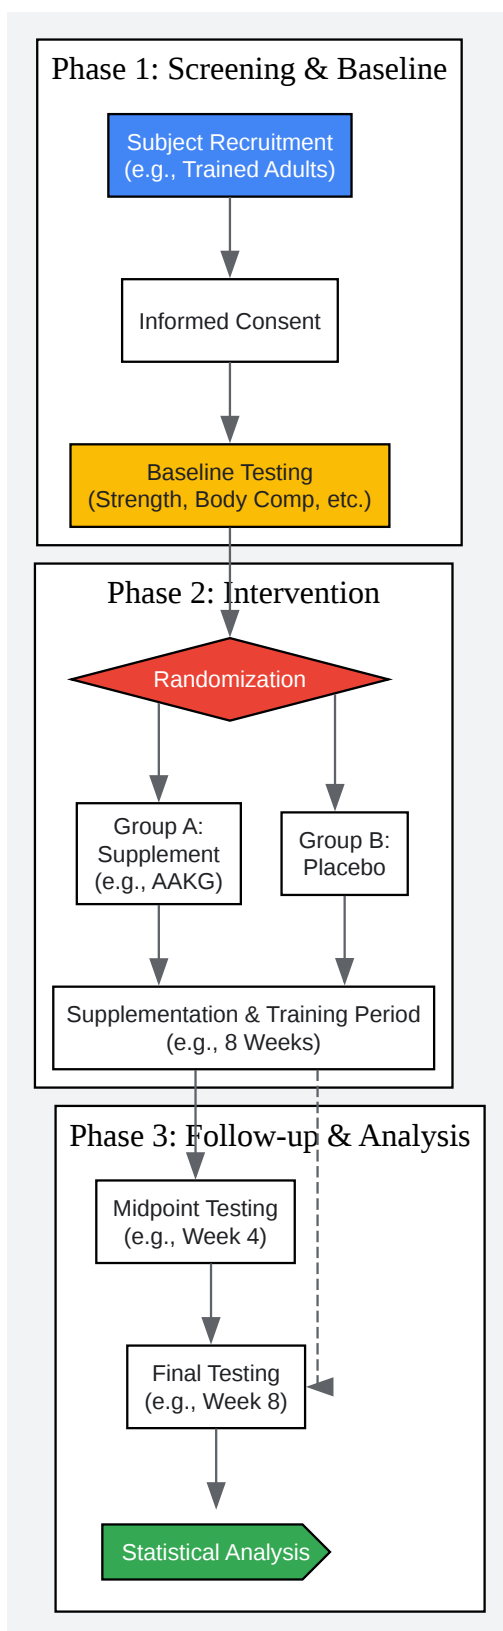 Phase 1: Screening & Baseline
Subject Recruitment
(e.g., Trained Adults)
Informed Consent
Baseline Testing
(Strength, Body Comp, etc.)
Phase 2: Intervention
Randomization
Group A:
Supplement
(e.g., AAKG)
Group B:
Placebo
Supplementation & Training Period
(e.g., 8 Weeks)
Phase 3: Follow-up & Analysis
Midpoint Testing
(e.g., Week 4)
Final Testing
(e.g., Week 8)
Statistical Analysis